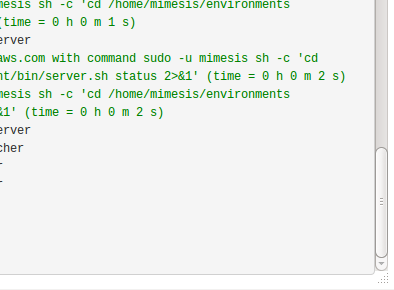 mesis sh -c 'cd /home/mimesis/environments
(time = 0 h 0 m 1 s)
erver
aws.com with command sudo -u mimesis sh -c 'cd
nt/bin/server.sh status 2>&1' (time = 0 h 0 m 2 s)
mesis sh -c 'cd /home/mimesis/environments
&1' (time = 0 h 0 m 2 s)
erver
cher